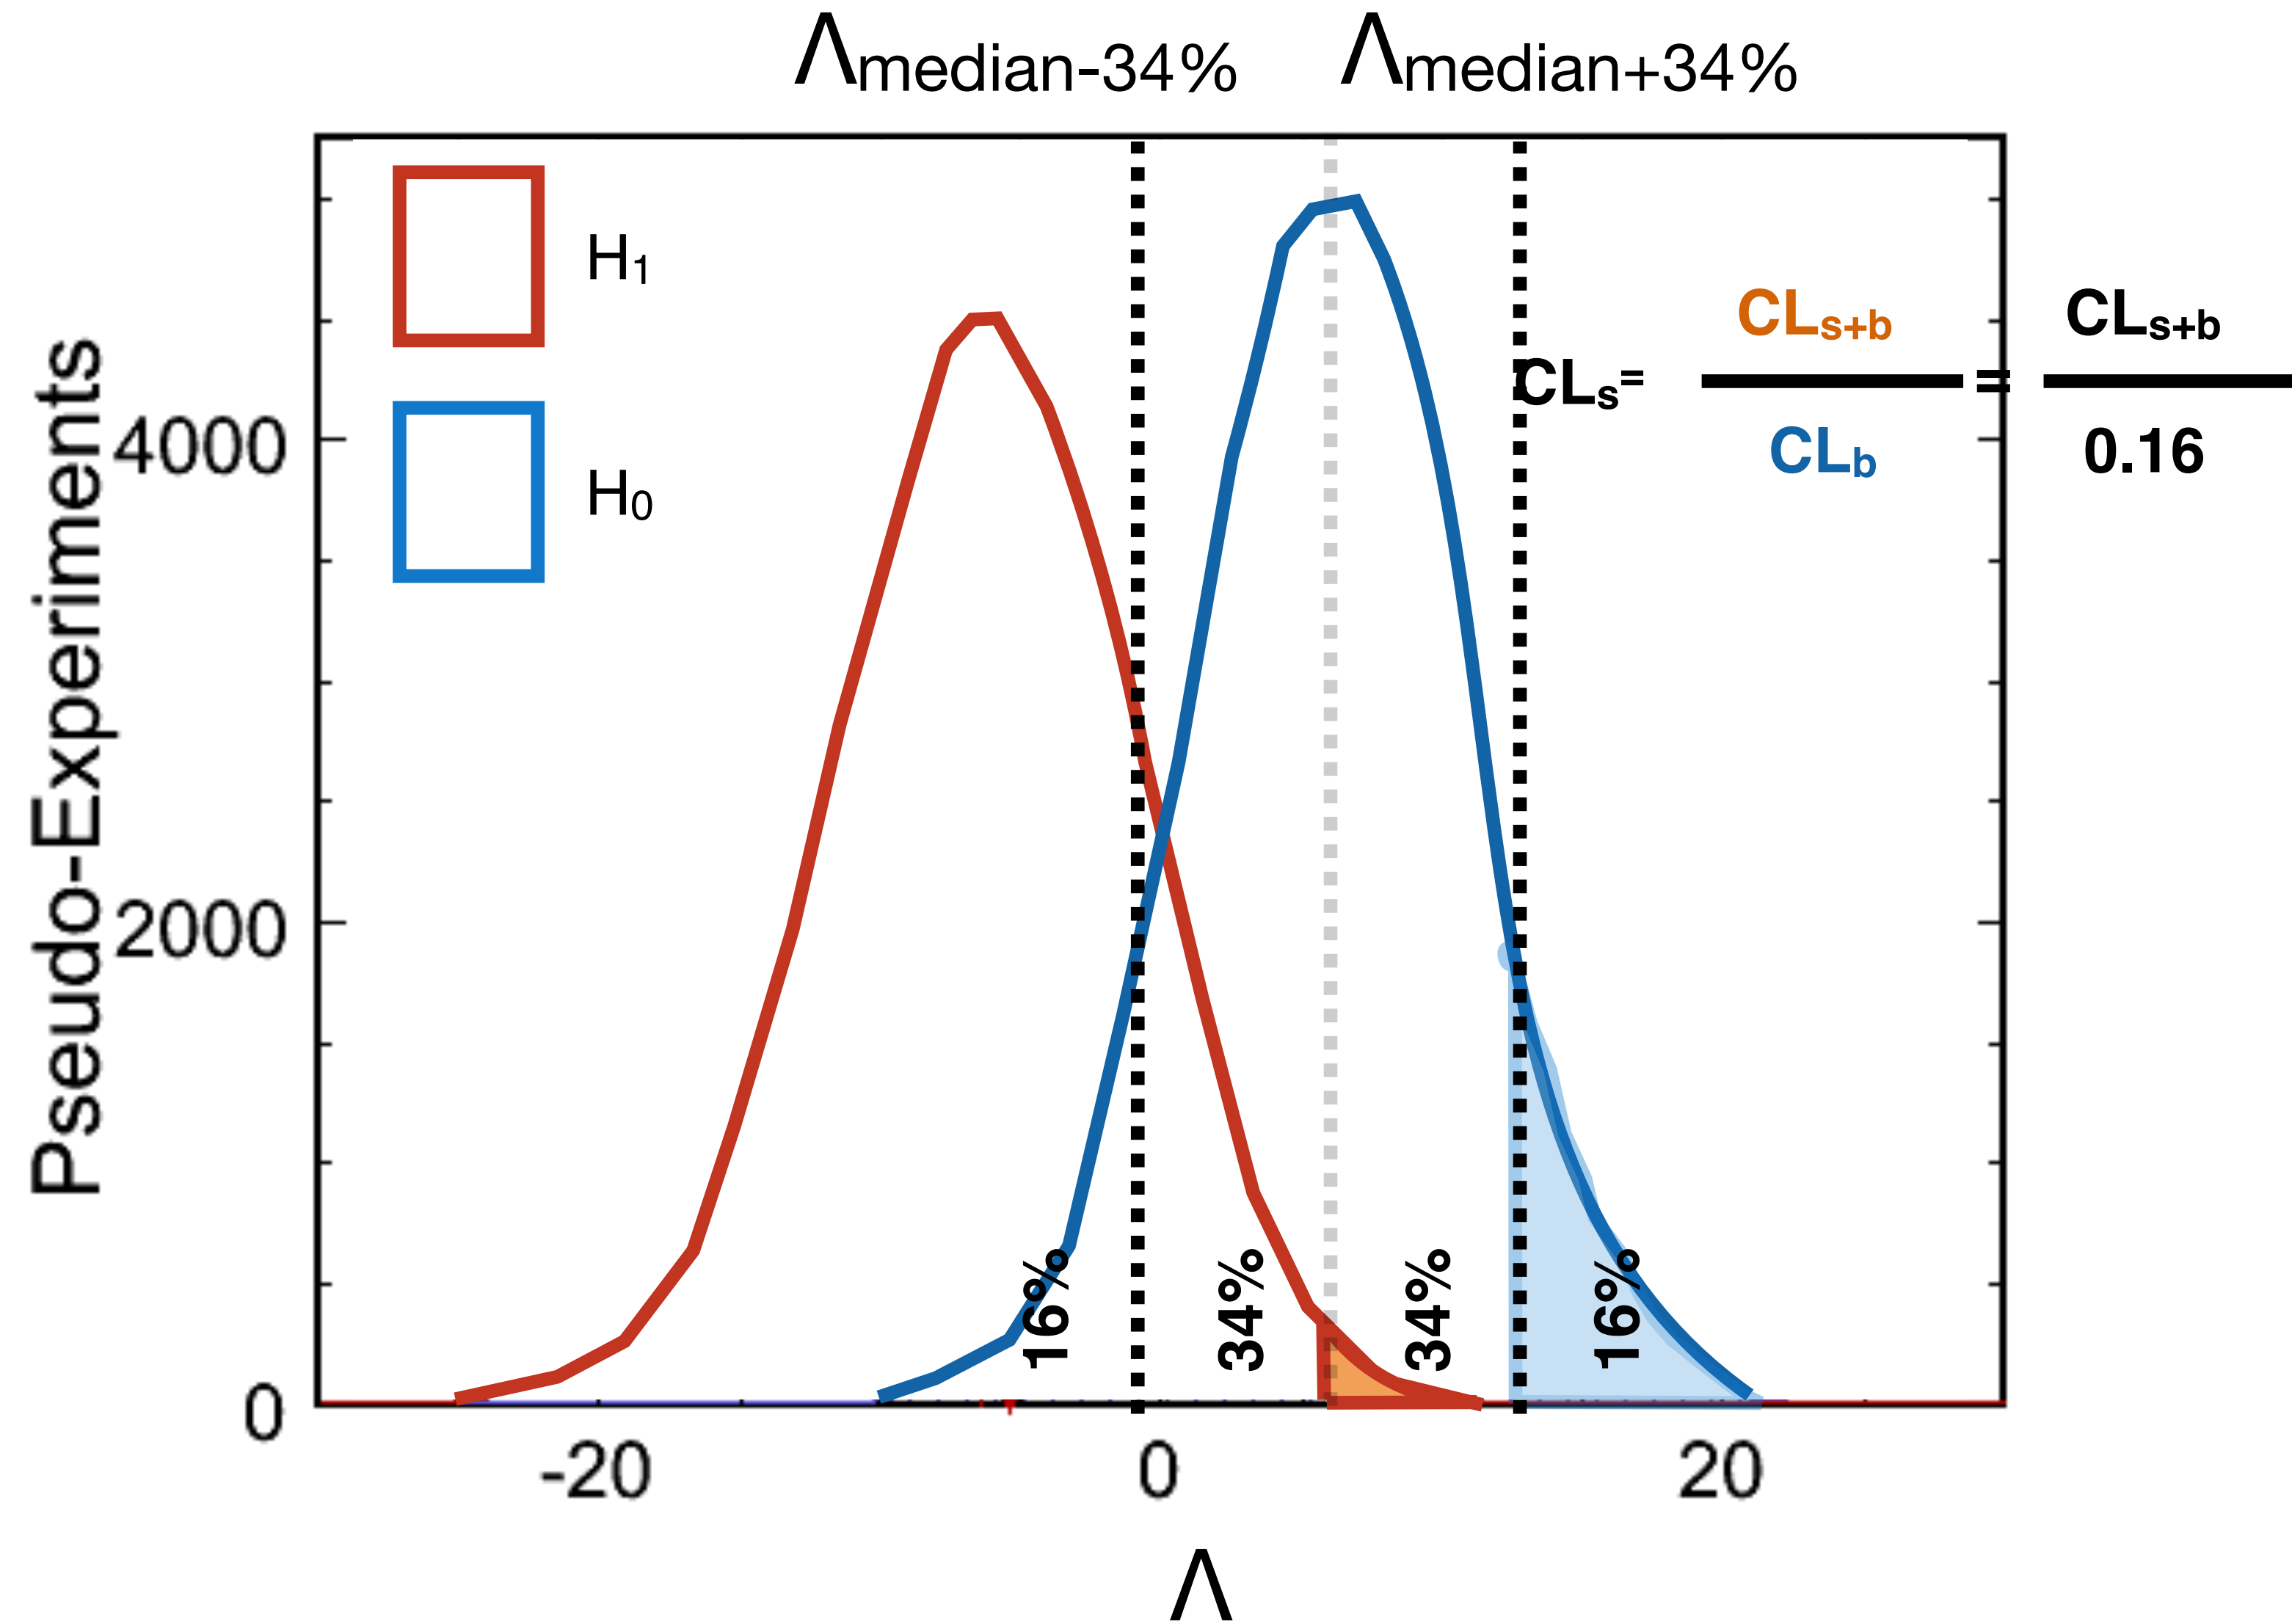 Λmedian-34% Λmedian+34%
H1
H0
CLs= CLs+b = CLs+b
CLb 0.16
Pseudo-Experiments
4000
2000
0
16% 34% 34% 16%
-20 0 20
Λ